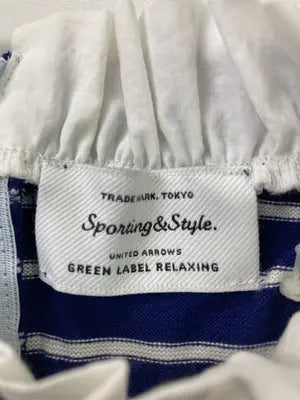 TRADEMARK. TOKYO
Sporting&Style.
UNITED ARROWS
GREEN LABEL RELAXING